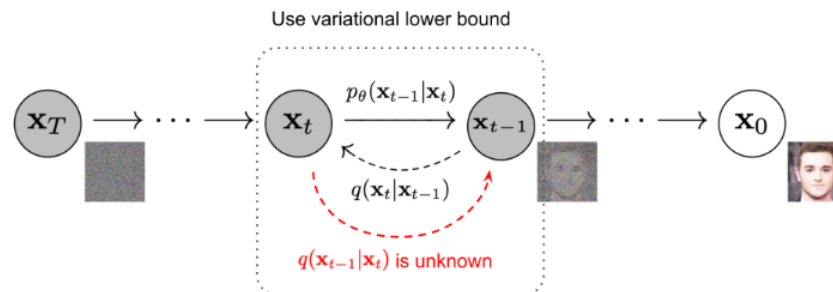 Use variational lower bound
p_θ(x_{t−1}|x_t)
x_T → ⋯ → x_t → x_{t−1} → ⋯ → x_0
q(x_t|x_{t−1})
q(x_{t−1}|x_t) is unknown